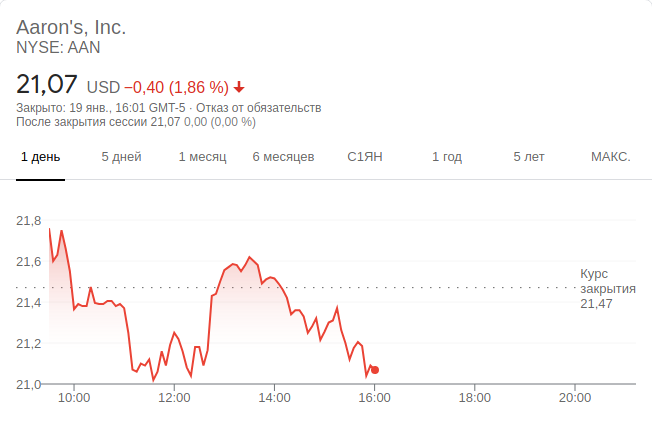 Aaron's, Inc.
NYSE: AAN
21,07 USD −0,40 (1,86 %)
Закрыто: 19 янв., 16:01 GMT-5 · Отказ от обязательств
После закрытия сессии 21,07 0,00 (0,00 %)
1 день 5 дней 1 месяц 6 месяцев С1ЯН 1 год 5 лет МАКС.
21,8
21,6
Курс
закрытия
21,47
21,4
21,2
21,0
10:00 12:00 14:00 16:00 18:00 20:00